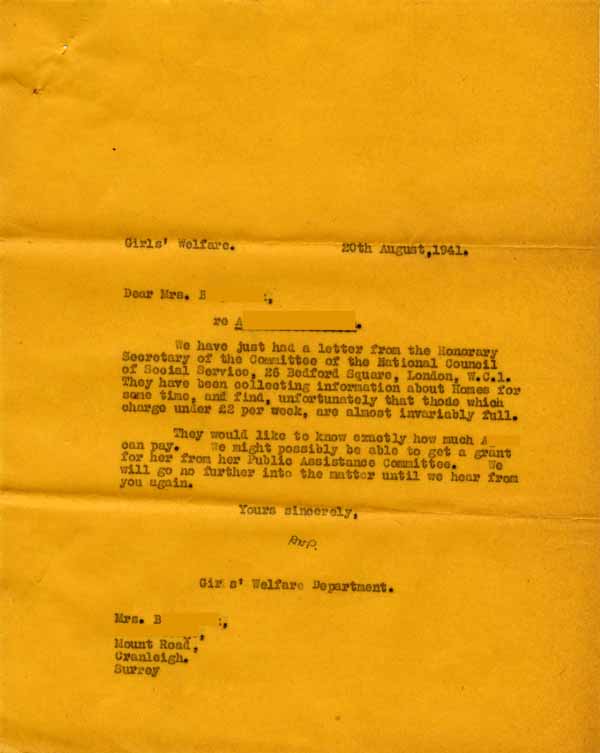 Girls' Welfare. 20th August,1941.
Dear Mrs. B :,
re A .
We have just had a letter from the Honorary
Secretary of the Committee of the National Council
of Social Service, 26 Bedford Square, London, W.C.1.
They have been collecting information about Homes for
some time, and find, unfortunately that those which
charge under £2 per week, are almost invariably full.
They would like to know exactly how much A
can pay. We might possibly be able to get a grant
for her from her Public Assistance Committee. We
will go no further into the matter until we hear from
you again.
Yours sincerely,
Girls' Welfare Department.
Mrs. B :,
Mount Road,
Cranleigh.
Surrey